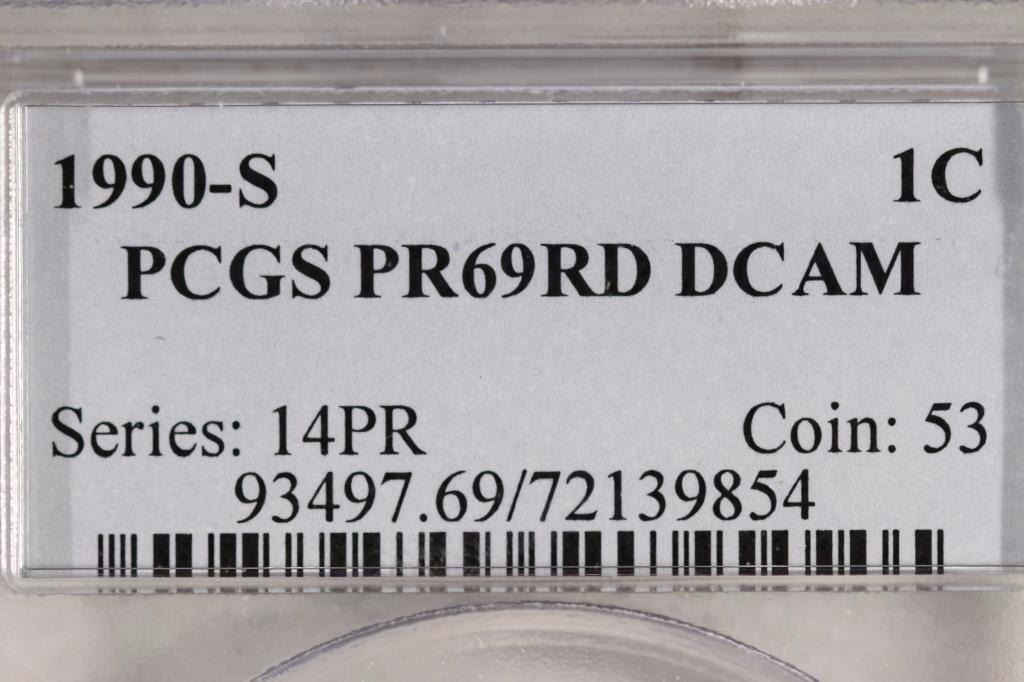 1990-S 1C
PCGS PR69RD DCAM
Series: 14PR Coin: 53
93497.69/72139854